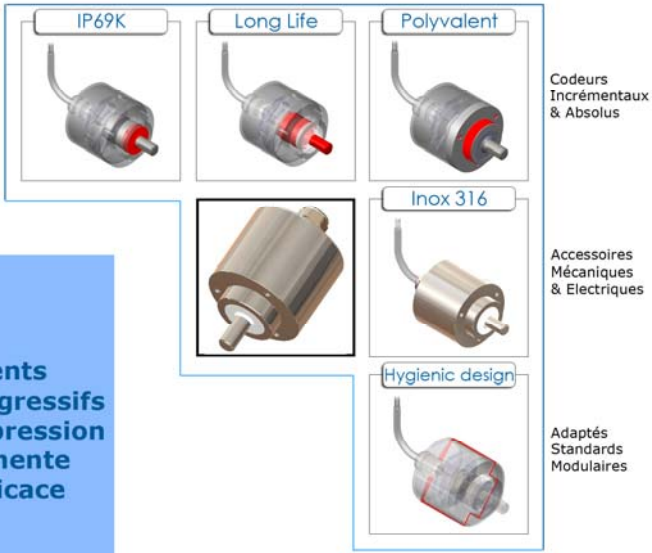 IP69K
Long Life
Polyvalent
Codeurs
Incrémentaux
& Absolus
Inox 316
Accessoires
Mécaniques
& Electriques
Hygienic design
Adaptés
Standards
Modulaires